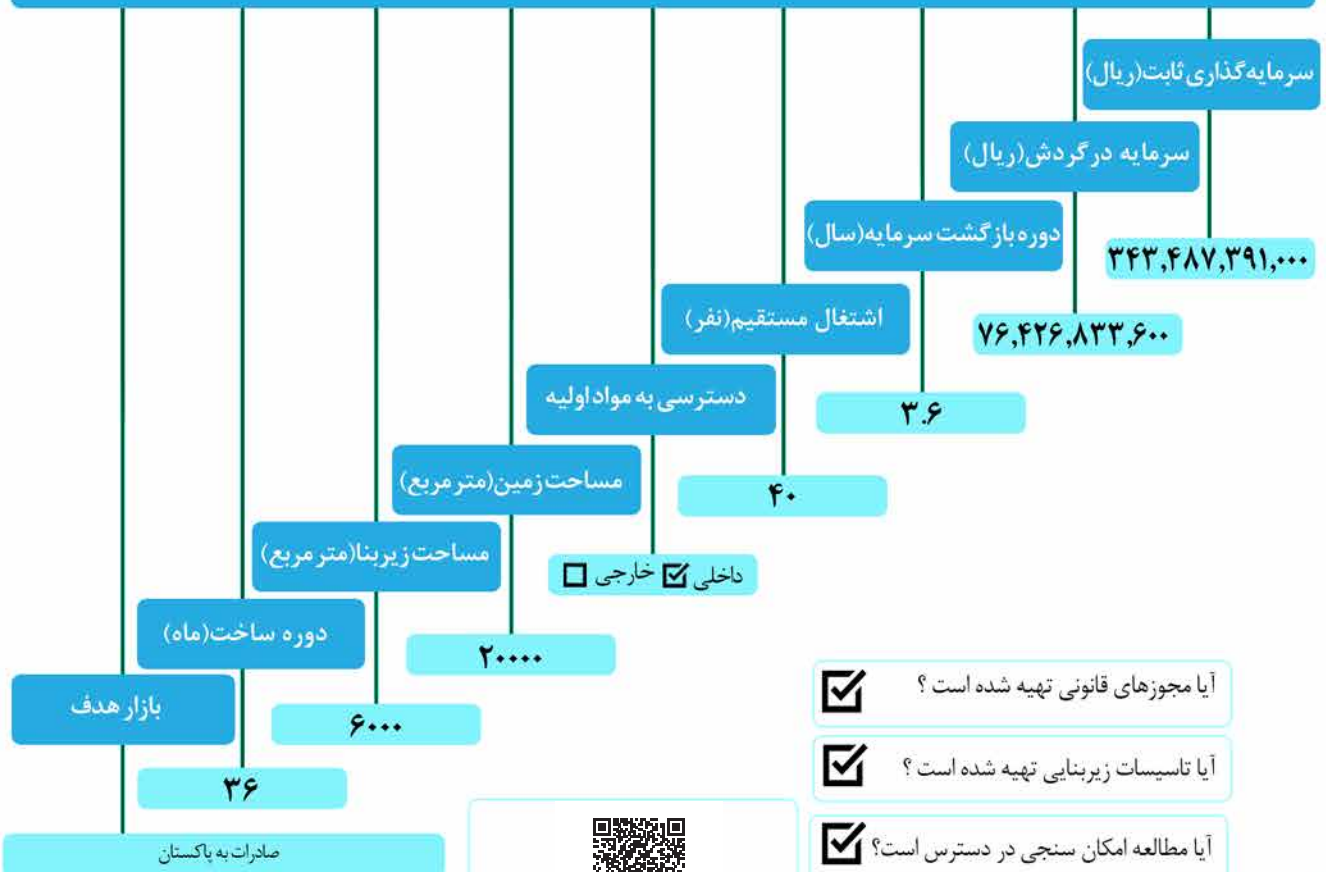 سرمایه‌گذاری ثابت(ریال)
۳۴۳,۴۸۷,۳۹۱,۰۰۰
سرمایه در گردش(ریال)
۷۶,۴۲۶,۸۳۳,۶۰۰
دوره بازگشت سرمایه(سال)
۳.۶
اشتغال مستقیم(نفر)
۴۰
دسترسی به مواد اولیه
داخلی ☑ خارجی ☐
مساحت زمین(متر مربع)
۲۰۰۰۰
مساحت زیربنا(متر مربع)
۶۰۰۰
دوره ساخت(ماه)
۳۶
بازار هدف
صادرات به پاکستان
آیا مجوزهای قانونی تهیه شده است ؟ ☑
آیا تاسیسات زیربنایی تهیه شده است ؟ ☑
آیا مطالعه امکان سنجی در دسترس است؟ ☑